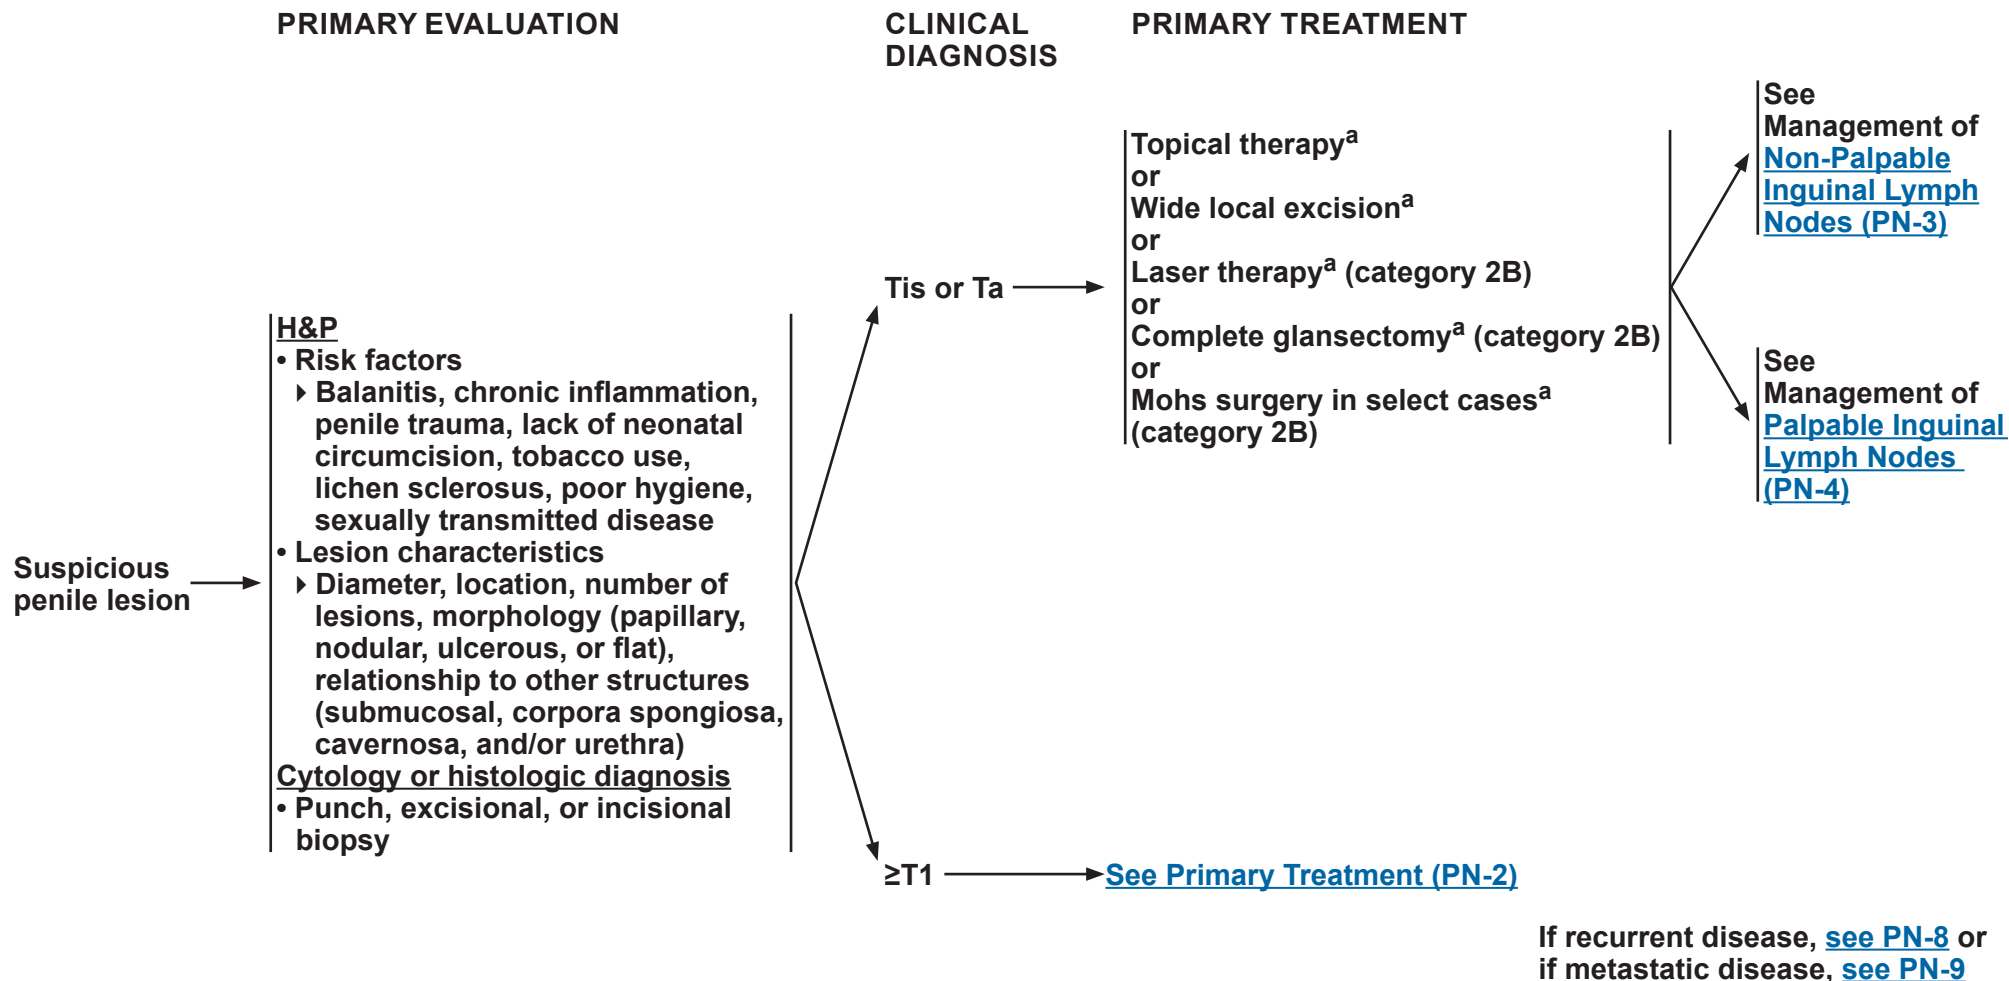 PRIMARY EVALUATION
CLINICAL
DIAGNOSIS
PRIMARY TREATMENT
Suspicious
penile lesion
H&P
• Risk factors
‣ Balanitis, chronic inflammation,
penile trauma, lack of neonatal
circumcision, tobacco use,
lichen sclerosus, poor hygiene,
sexually transmitted disease
• Lesion characteristics
‣ Diameter, location, number of
lesions, morphology (papillary,
nodular, ulcerous, or flat),
relationship to other structures
(submucosal, corpora spongiosa,
cavernosa, and/or urethra)
Cytology or histologic diagnosis
• Punch, excisional, or incisional
biopsy
Tis or Ta
Topical therapyᵃ
or
Wide local excisionᵃ
or
Laser therapyᵃ (category 2B)
or
Complete glansectomyᵃ (category 2B)
or
Mohs surgery in select casesᵃ
(category 2B)
See
Management of
Non-Palpable
Inguinal Lymph
Nodes (PN-3)
See
Management of
Palpable Inguinal
Lymph Nodes
(PN-4)
≥T1
See Primary Treatment (PN-2)
If recurrent disease, see PN-8 or
if metastatic disease, see PN-9